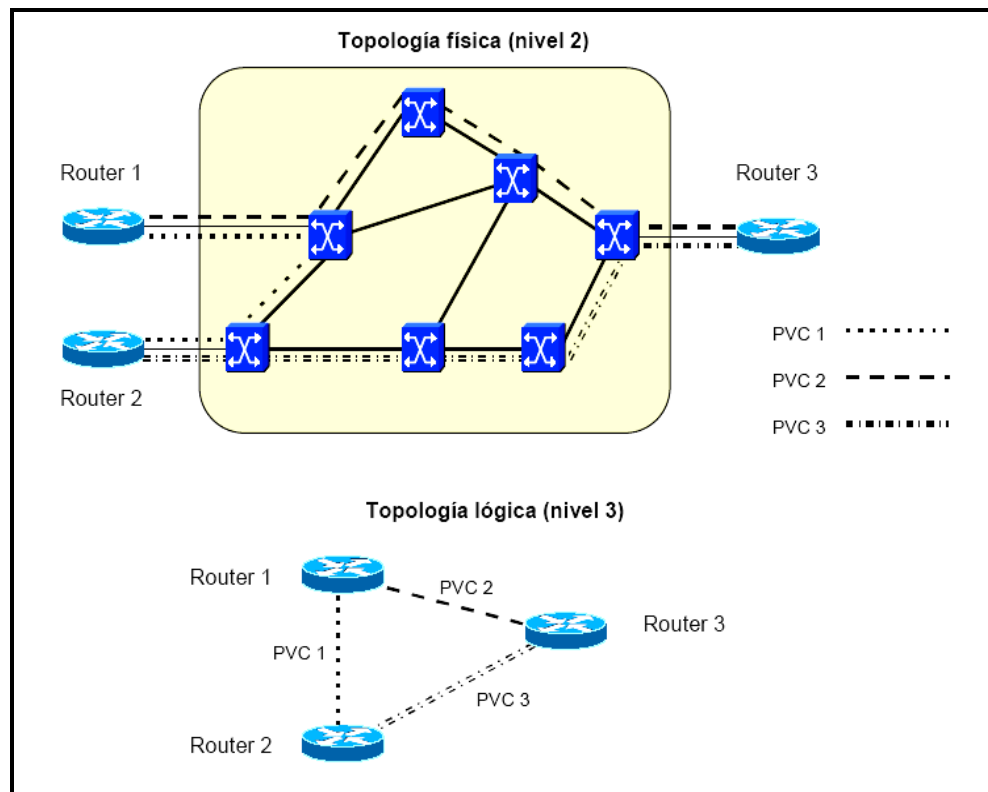 Topología física (nivel 2)
Router 1
Router 3
Router 2
PVC 1
PVC 2
PVC 3
Topología lógica (nivel 3)
Router 1
PVC 2
Router 3
PVC 1
PVC 3
Router 2